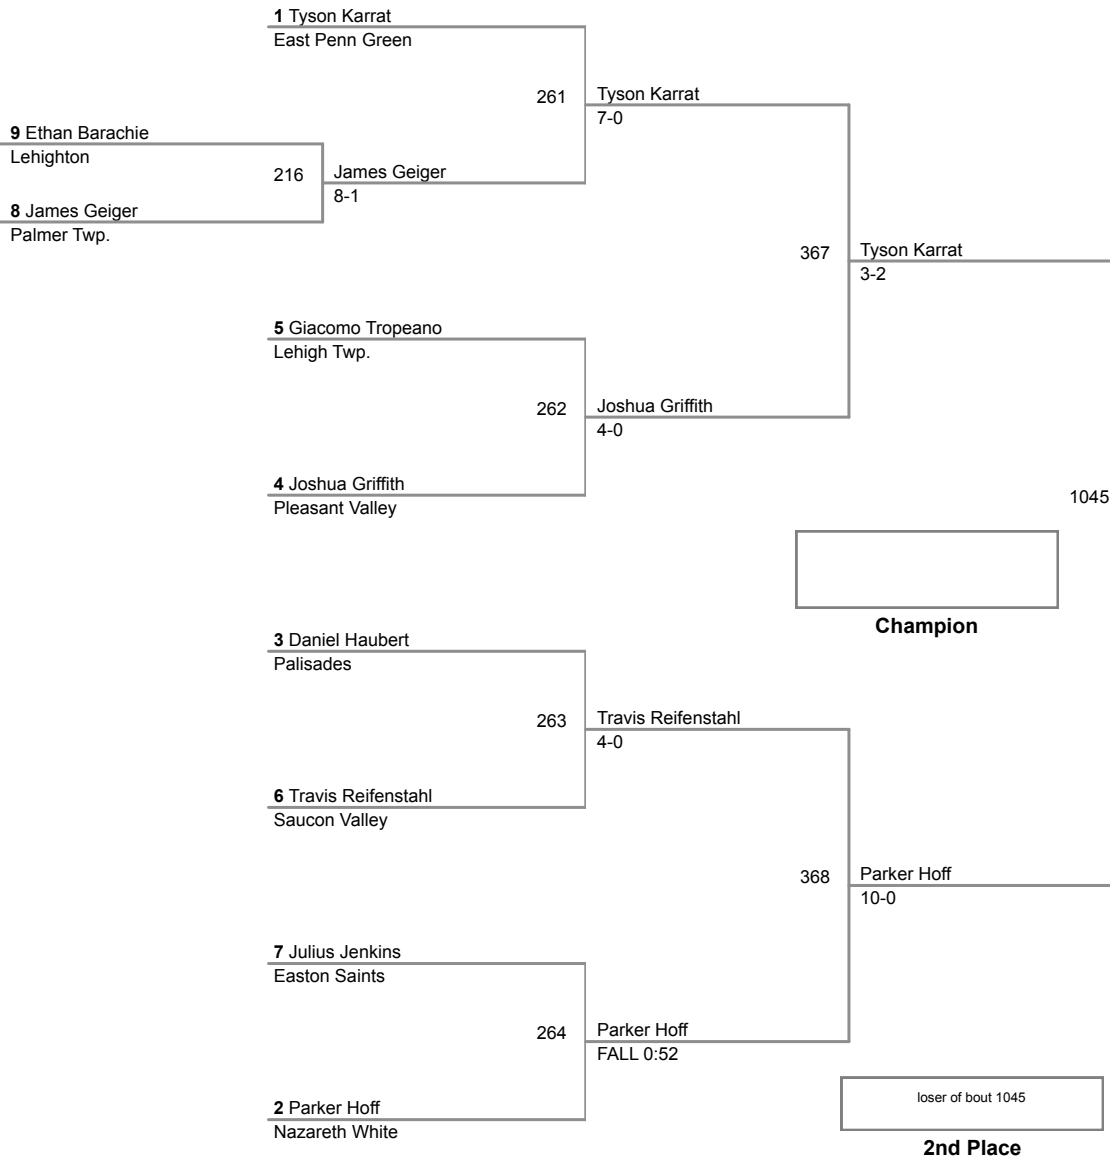 1 Tyson Karrat
East Penn Green
261
Tyson Karrat
7-0
9 Ethan Barachie
Lehighton
216
James Geiger
8-1
8 James Geiger
Palmer Twp.
367
Tyson Karrat
3-2
5 Giacomo Tropeano
Lehigh Twp.
262
Joshua Griffith
4-0
4 Joshua Griffith
Pleasant Valley
1045
Champion
3 Daniel Haubert
Palisades
263
Travis Reifenstahl
4-0
6 Travis Reifenstahl
Saucon Valley
368
Parker Hoff
10-0
7 Julius Jenkins
Easton Saints
264
Parker Hoff
FALL 0:52
2 Parker Hoff
Nazareth White
loser of bout 1045
2nd Place